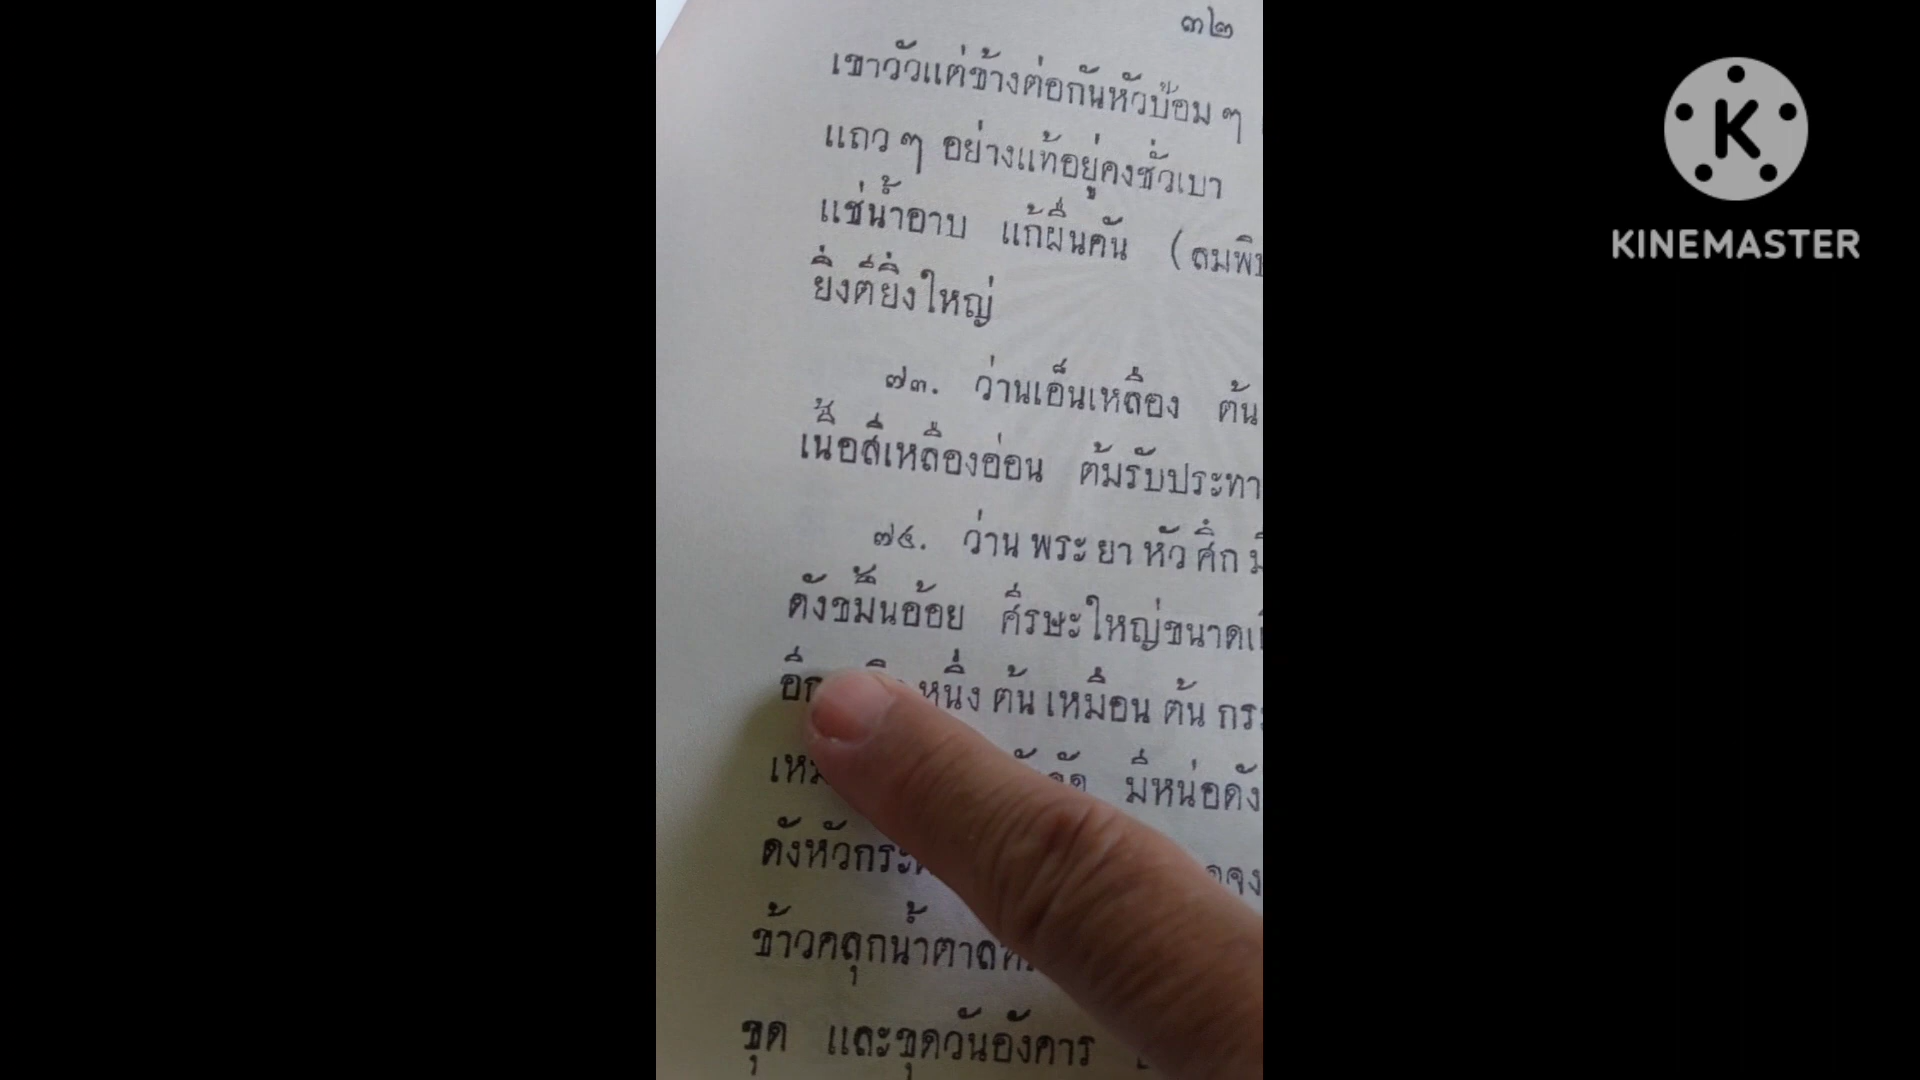 ๓๒
เขาวัวแต่ข้างต่อกันหัวป้อม ๆ
แถว ๆ อย่างแท้อยู่คงชั่วเบา
แช่น้ำอาบ แก้ผื่นคัน (ลมพิษ
ยิ่งดียิ่งใหญ่
๗๓. ว่านเอ็นเหลือง ต้น
เนื้อสีเหลืองอ่อน ต้มรับประทา
๗๔. ว่าน พระ ยา หัว ศึก
ดังขมิ้นอ้อย ศีรษะใหญ่ขนาด
หนึ่ง ต้น เหมือน ต้น กระ
มีหน่อดัง
ดังหัวกระ
ข้าวคลุกน้ำตาล
ขุด และขุดวันอังคาร
KINEMASTER